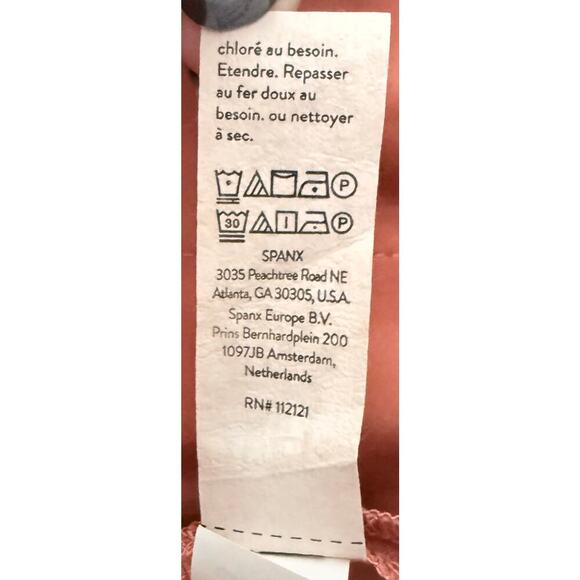 chloré au besoin.
Etendre. Repasser
au fer doux au
besoin. ou nettoyer
à sec.
P
30 P
SPANX
3035 Peachtree Road NE
Atlanta, GA 30305, U.S.A.
Spanx Europe B.V.
Prins Bernhardplein 200
1097JB Amsterdam,
Netherlands
RN# 112121